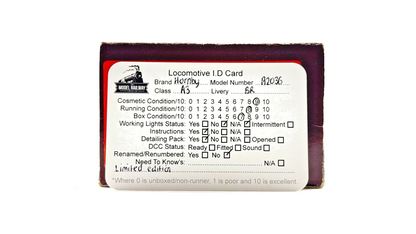 Locomotive I.D Card
MODEL RAILWAY
Brand Hornby Model Number R2036
Class A3 Livery BR
Cosmetic Condition/10: 0 1 2 3 4 5 6 7 8 9 10
Running Condition/10: 0 1 2 3 4 5 6 7 8 9 10
Box Condition/10: 0 1 2 3 4 5 6 7 8 9 10
Working Lights Status: Yes No N/A Intermittent
Instructions: Yes No N/A
Detailing Pack: Yes No N/A Opened
DCC Status: Ready Fitted Sound
Renamed/Renumbered: Yes No
Need To Know's: N/A
Limited edition
*Where 0 is unboxed/non-runner, 1 is poor and 10 is excellent